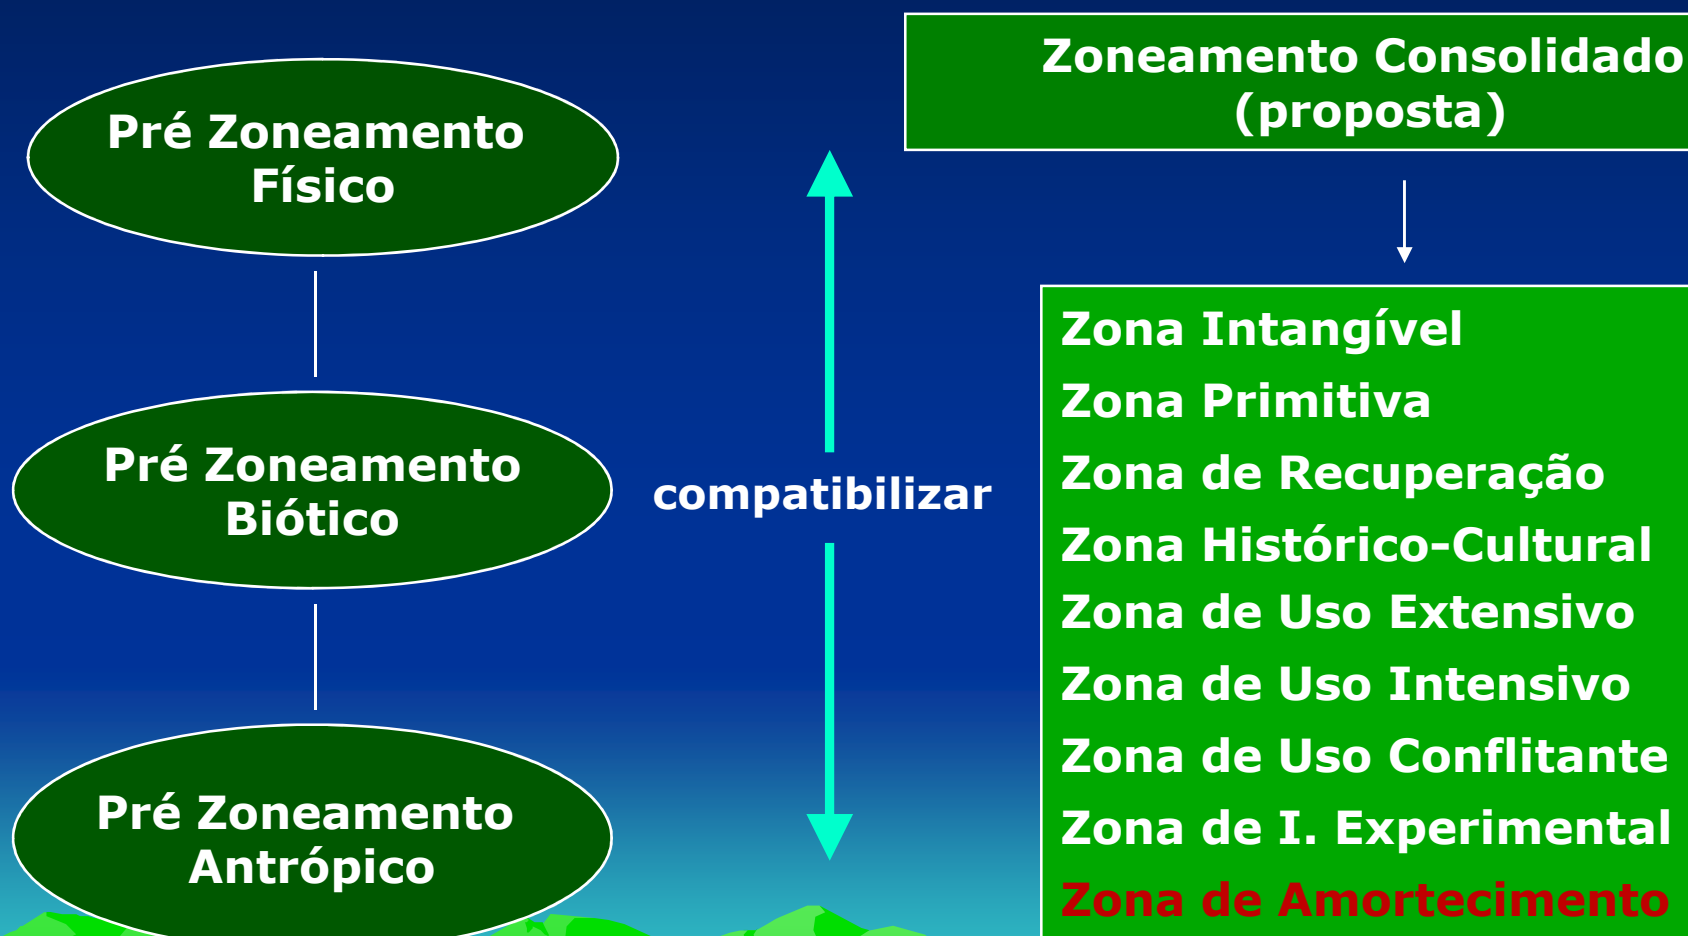 Pré Zoneamento
Físico
Pré Zoneamento
Biótico
Pré Zoneamento
Antrópico
compatibilizar
Zoneamento Consolidado
(proposta)
Zona Intangível
Zona Primitiva
Zona de Recuperação
Zona Histórico-Cultural
Zona de Uso Extensivo
Zona de Uso Intensivo
Zona de Uso Conflitante
Zona de I. Experimental
Zona de Amortecimento